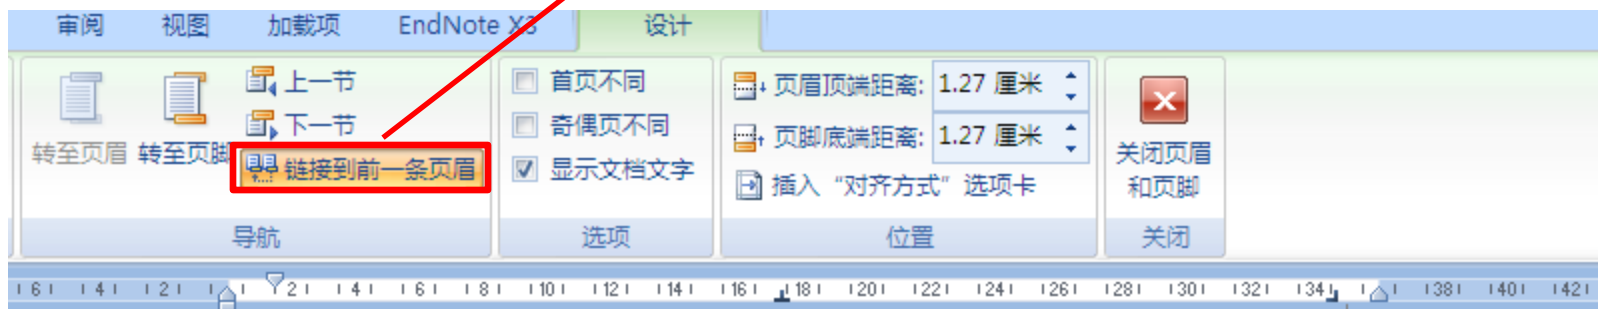 审阅 视图 加载项 EndNote X3 设计
转至页眉 转至页脚
上一节
下一节
链接到前一条页眉
导航
首页不同
奇偶页不同
显示文档文字
选项
页眉顶端距离: 1.27 厘米
页脚底端距离: 1.27 厘米
插入“对齐方式”选项卡
位置
关闭页眉
和页脚
关闭
6 4 2 2 4 6 8 10 12 14 16 18 20 22 24 26 28 30 32 34 38 40 42